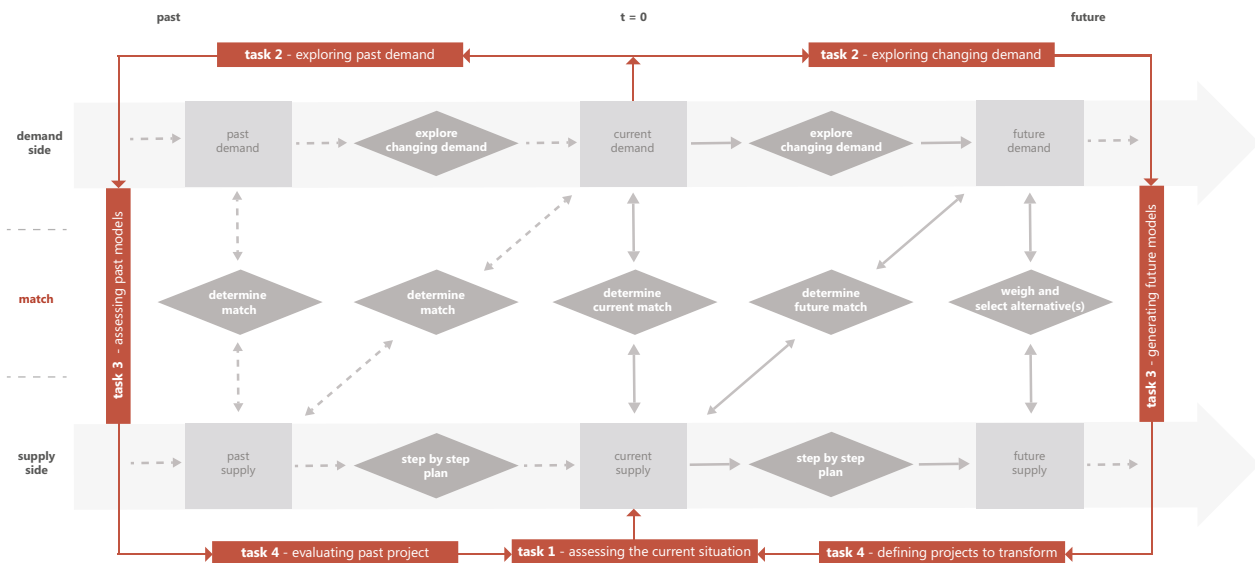 past
t = 0
future
task 2 - exploring past demand
task 2 - exploring changing demand
demand
side
past
demand
explore
changing demand
current
demand
explore
changing demand
future
demand
task 3 - assessing past models
match
determine
match
determine
match
determine
current match
determine
future match
weigh and
select alternative(s)
task 3 - generating future models
supply
side
past
supply
step by step
plan
current
supply
step by step
plan
future
supply
task 4 - evaluating past project
task 1 - assessing the current situation
task 4 - defining projects to transform